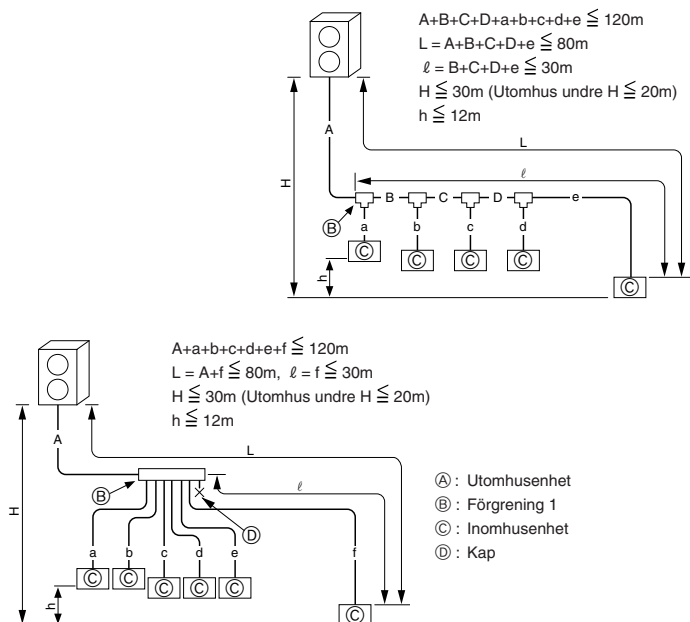 A+B+C+D+a+b+c+d+e ≦ 120m
L = A+B+C+D+e ≦ 80m
ℓ = B+C+D+e ≦ 30m
H ≦ 30m (Utomhus undre H ≦ 20m)
h ≦ 12m
A
L
H
ℓ
B C D e
Ⓑ a b c d
Ⓒ Ⓒ Ⓒ Ⓒ
h
Ⓒ
A+a+b+c+d+e+f ≦ 120m
L = A+f ≦ 80m, ℓ = f ≦ 30m
H ≦ 30m (Utomhus undre H ≦ 20m)
h ≦ 12m
A
L
H
Ⓑ ℓ
Ⓓ
a b c d e f
Ⓒ Ⓒ Ⓒ Ⓒ Ⓒ
h
Ⓒ
Ⓐ : Utomhusenhet
Ⓑ : Förgrening 1
Ⓒ : Inomhusenhet
Ⓓ : Kap